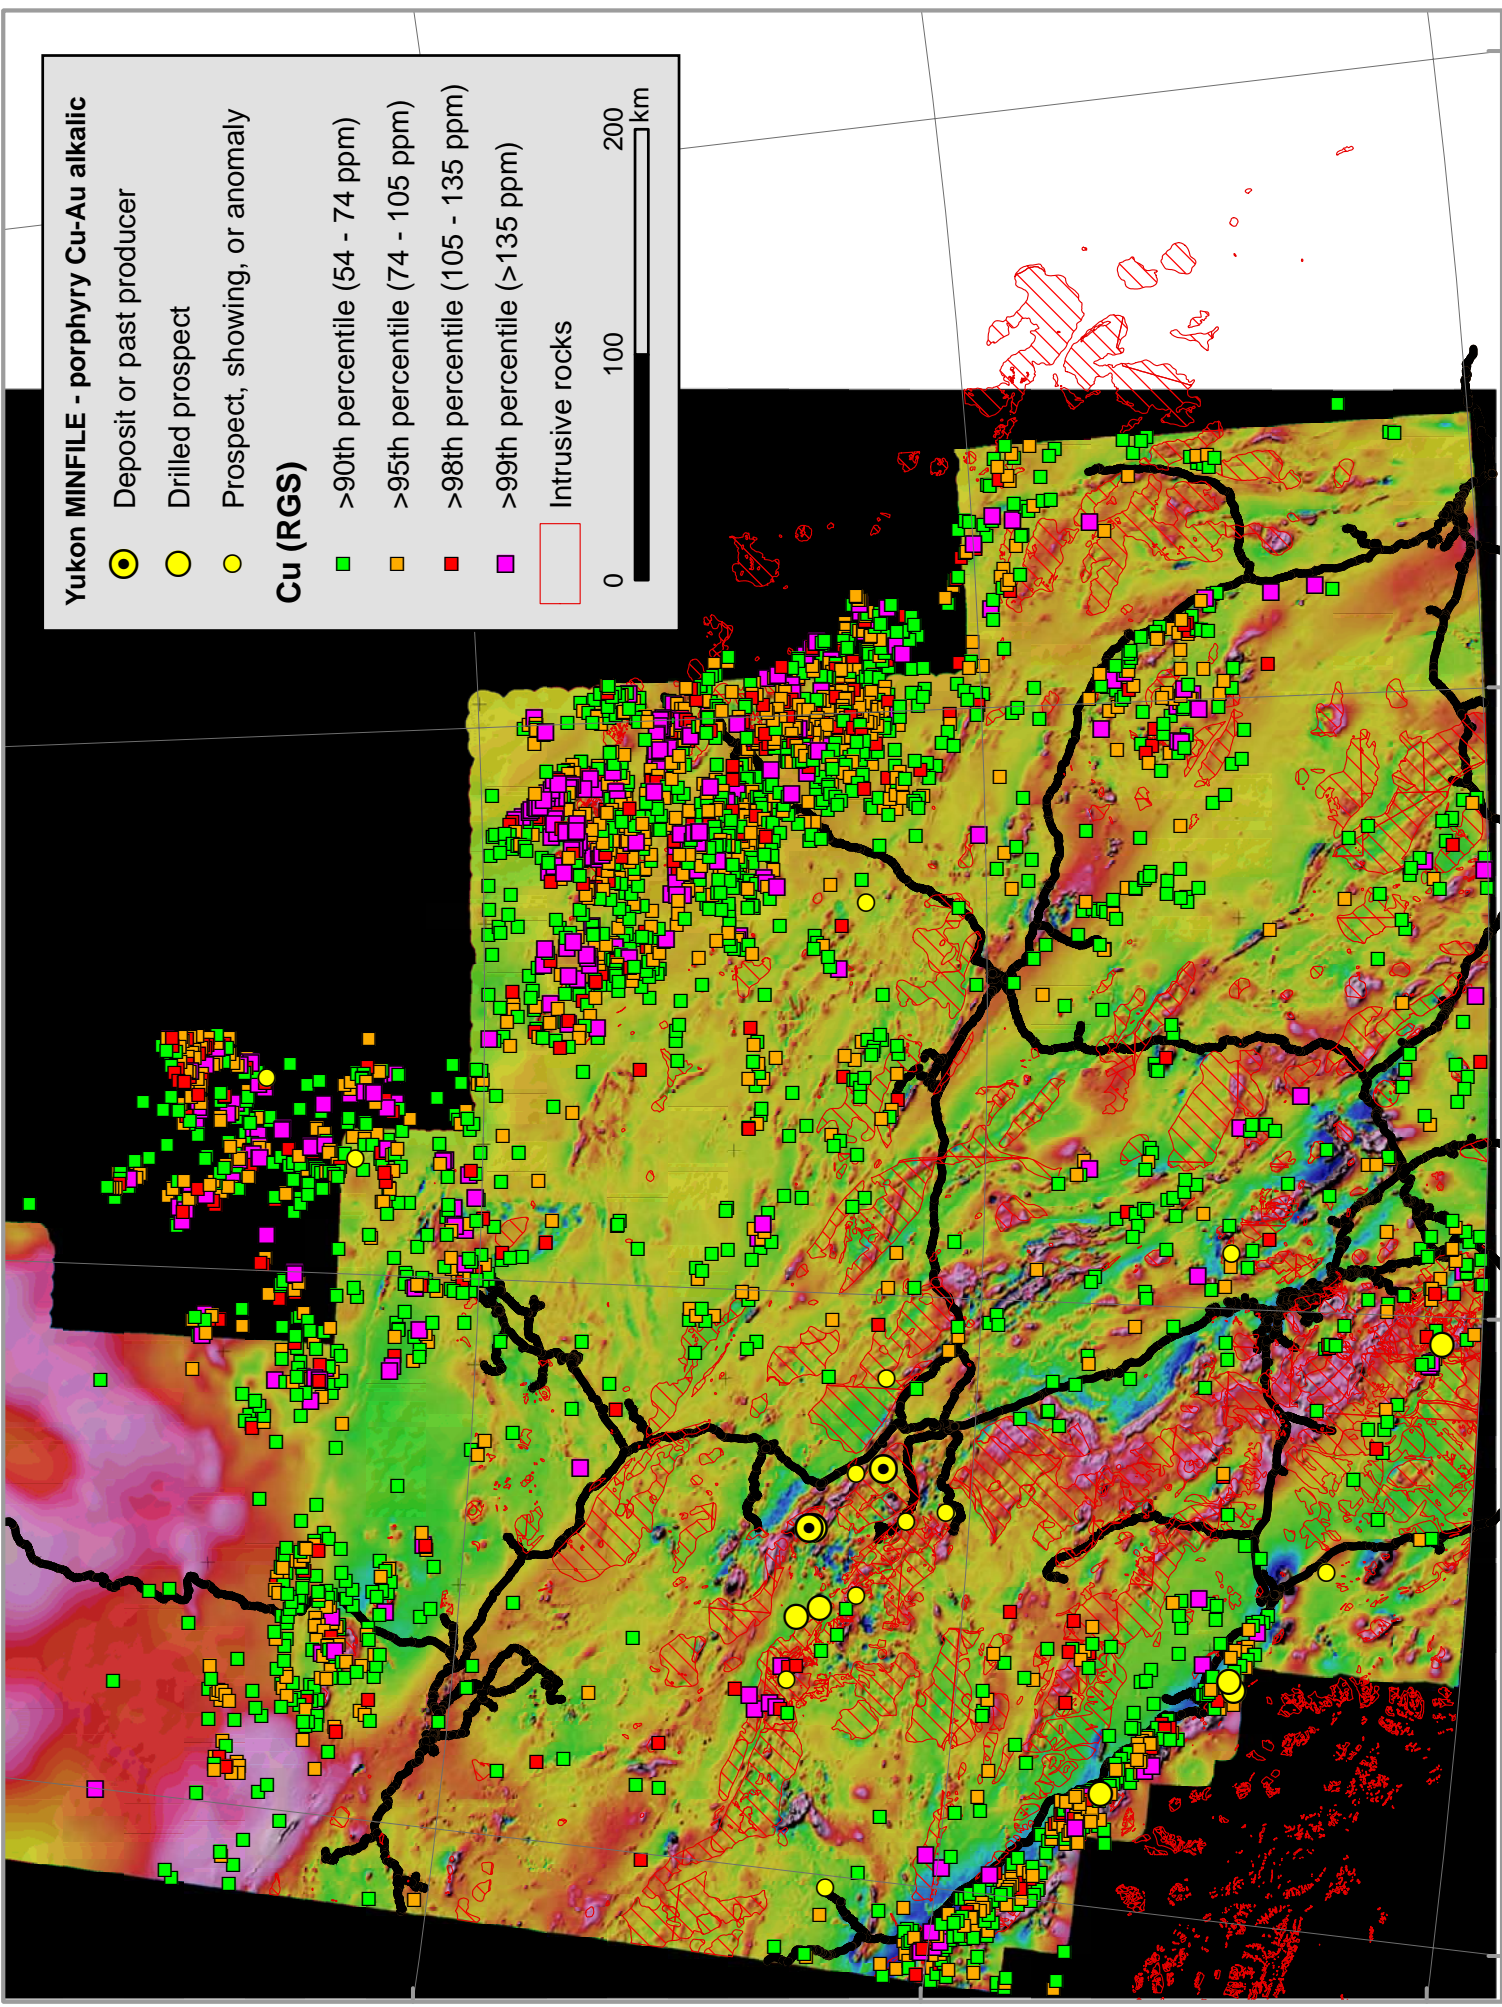 Yukon MINFILE - porphyry Cu-Au alkalic
Deposit or past producer
Drilled prospect
Prospect, showing, or anomaly
Cu (RGS)
>90th percentile (54 - 74 ppm)
>95th percentile (74 - 105 ppm)
>98th percentile (105 - 135 ppm)
>99th percentile (>135 ppm)
Intrusive rocks
0 100 200
km